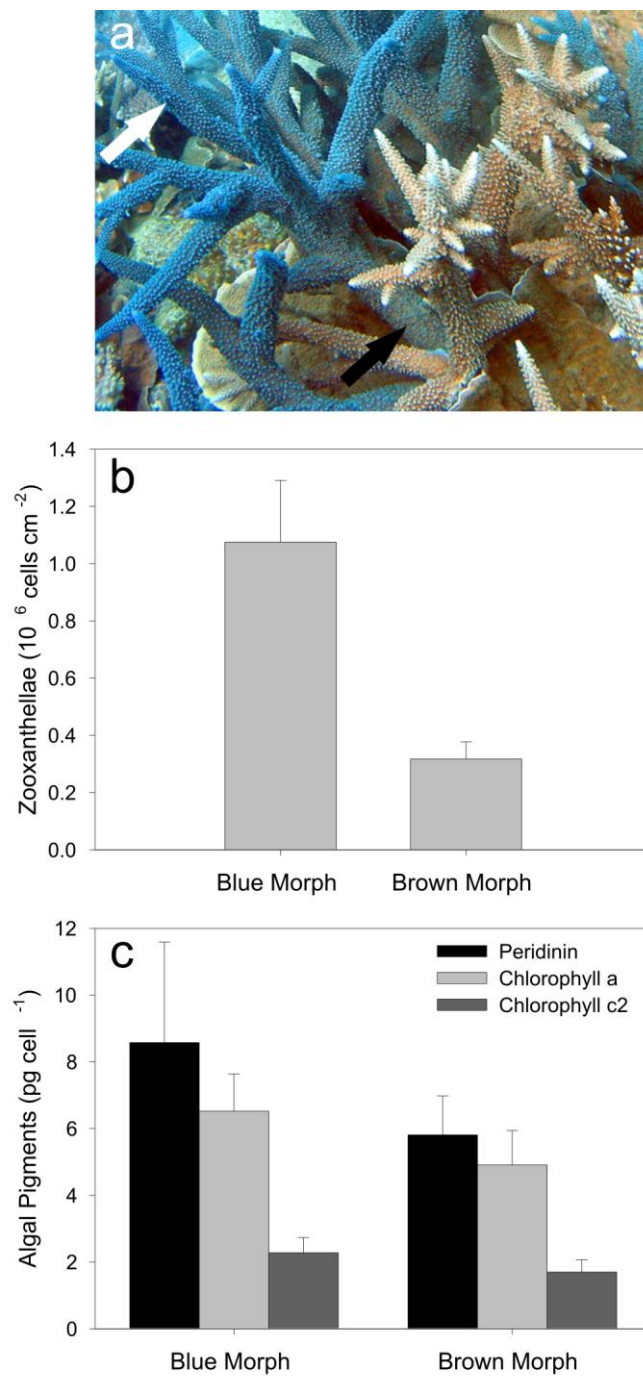 a
b
1.4
1.2
1.0
0.8
0.6
0.4
0.2
0.0
Zooxanthellae (10 6 cells cm -2)
Blue Morph Brown Morph
c
12
10
8
6
4
2
0
Algal Pigments (pg cell -1)
Peridinin
Chlorophyll a
Chlorophyll c2
Blue Morph Brown Morph